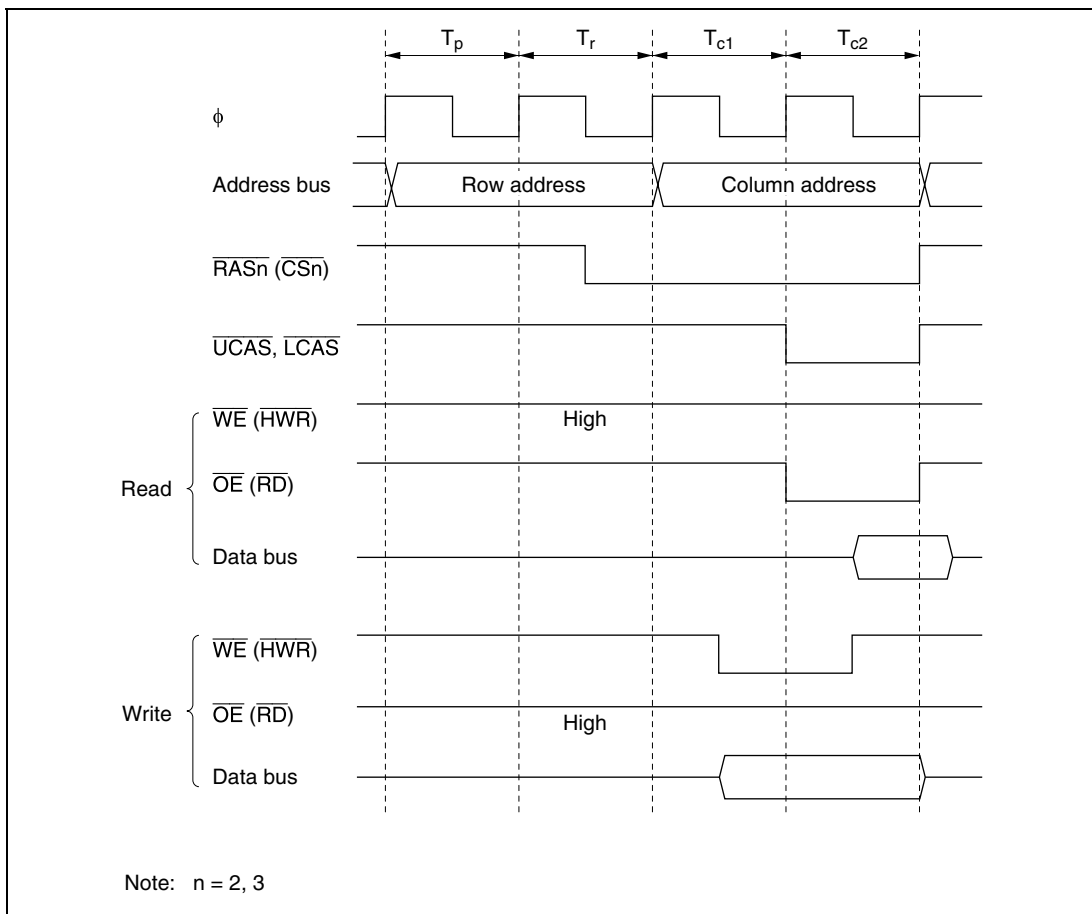 Tp Tr Tc1 Tc2
ϕ
Address bus Row address Column address
RASn (CSn)
UCAS, LCAS
WE (HWR) High
Read OE (RD)
Data bus
WE (HWR)
Write OE (RD) High
Data bus
Note: n = 2, 3